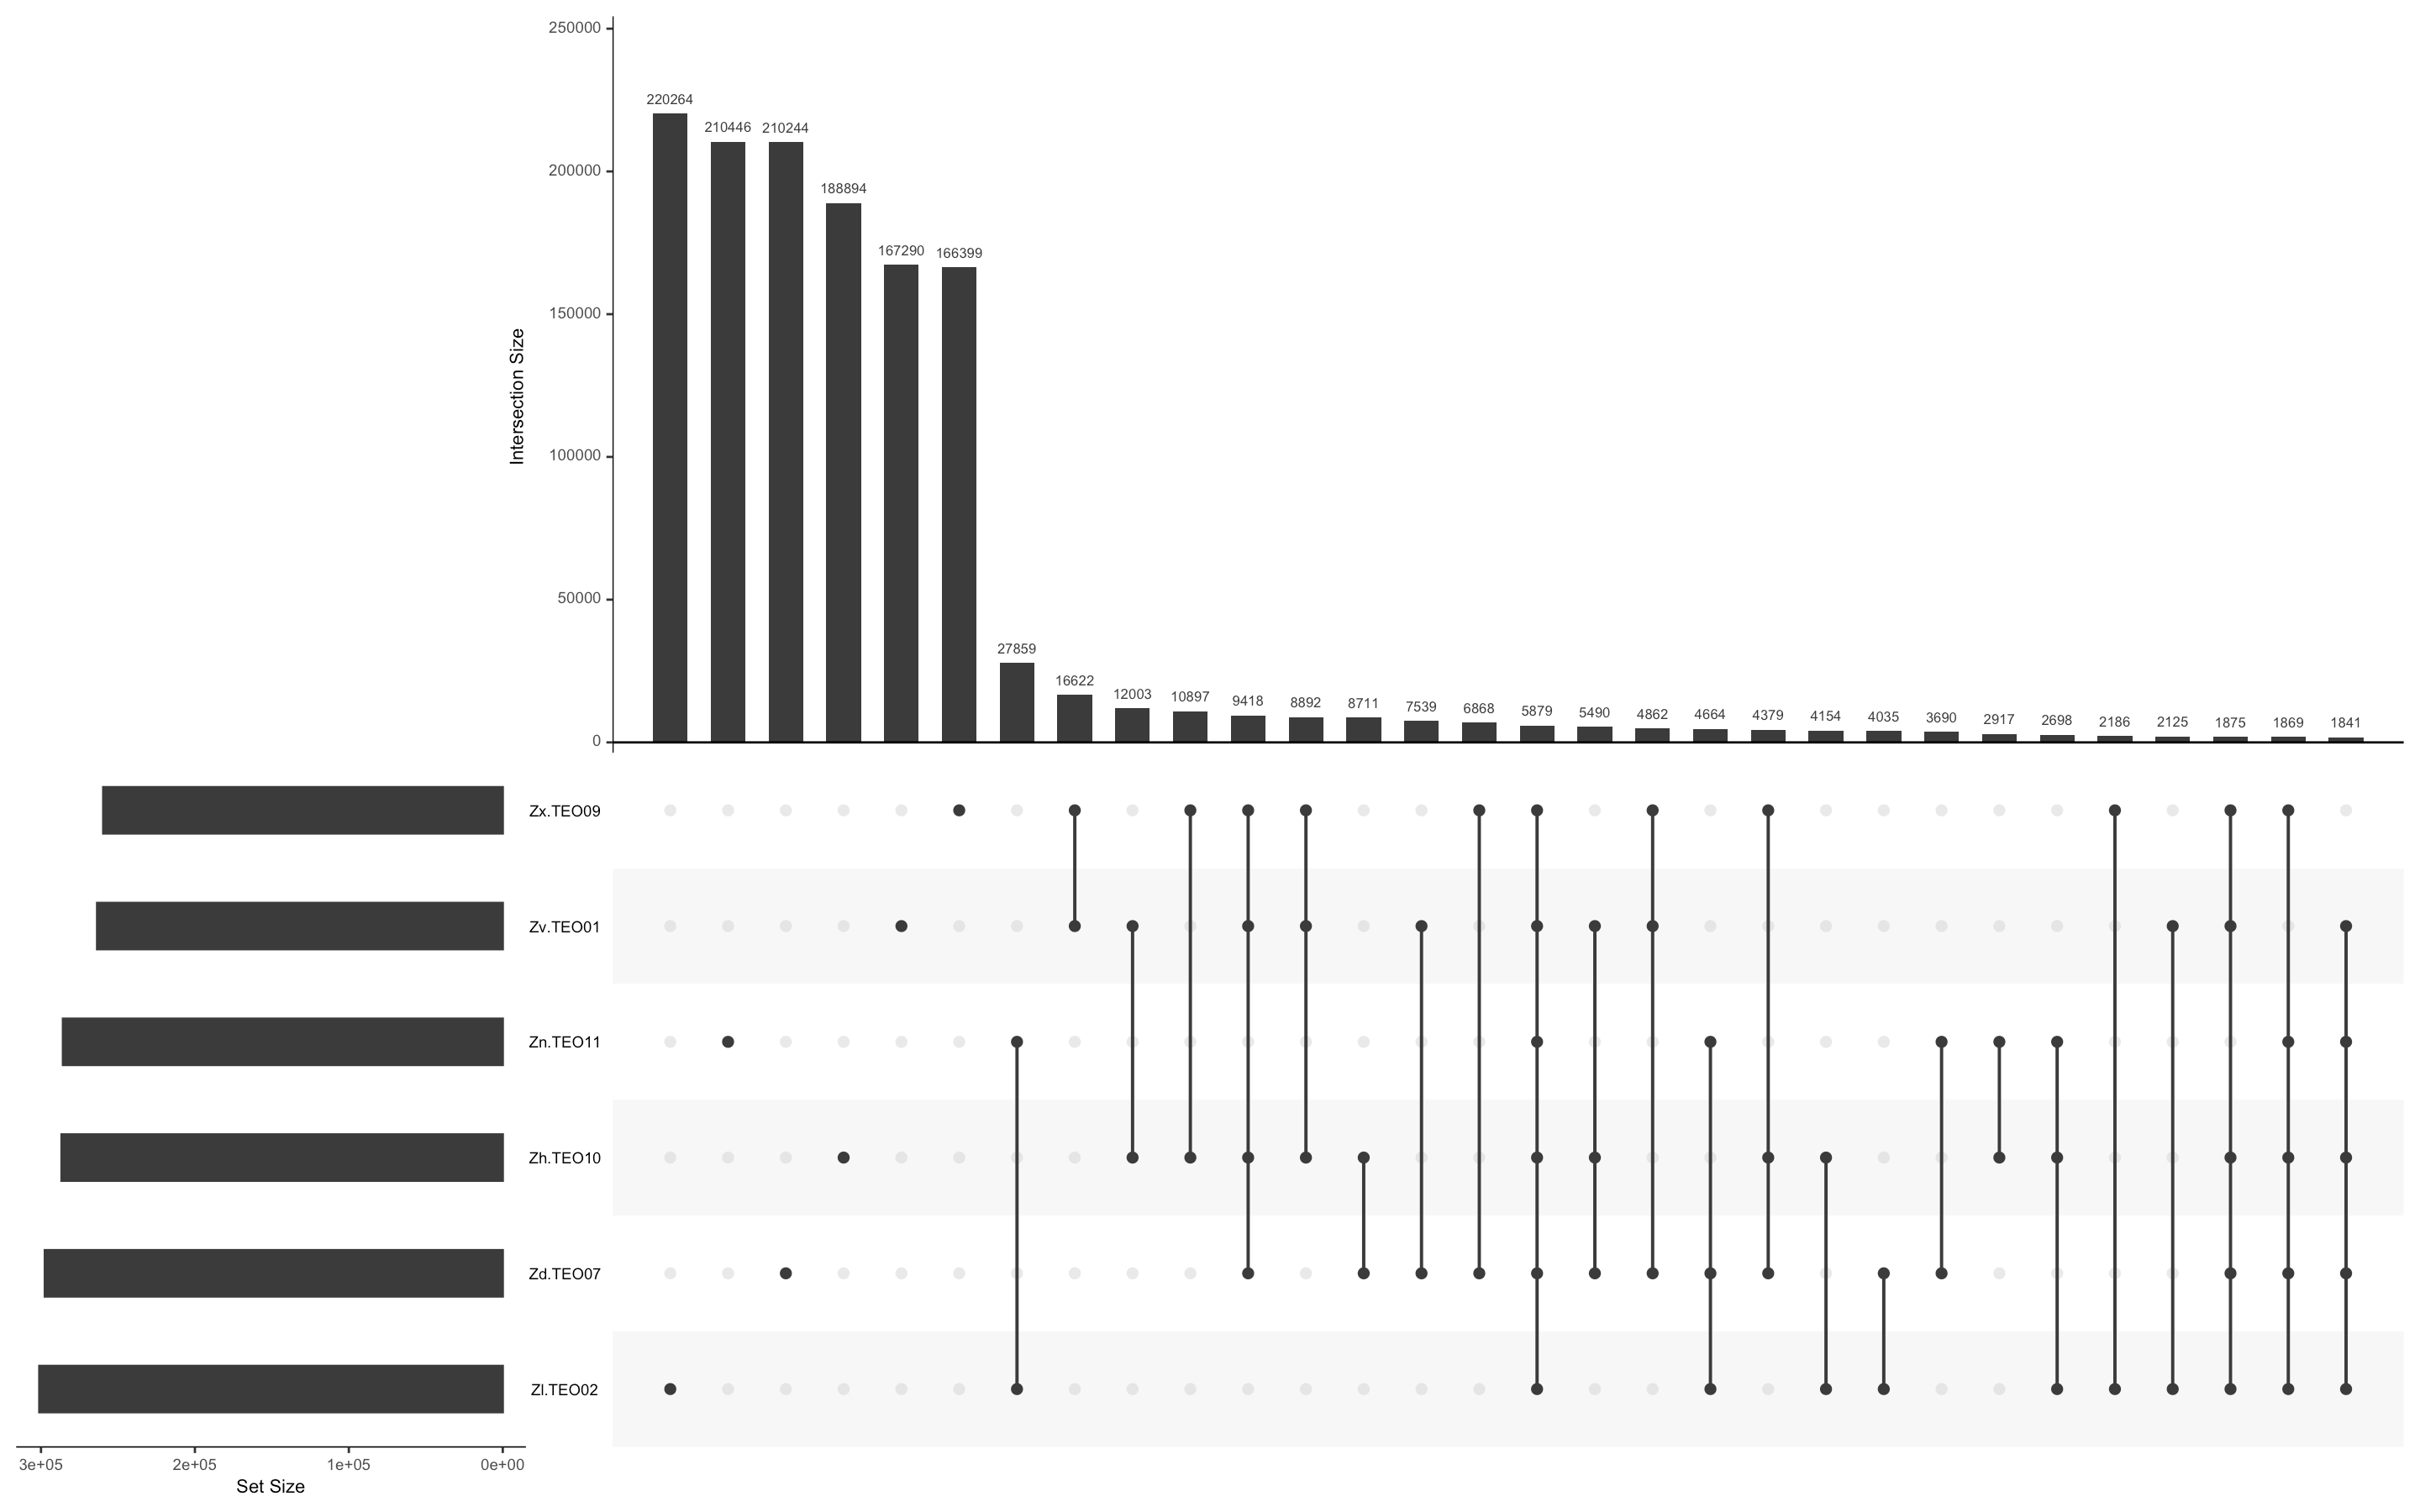 250000
220264
210446 210244
200000
188894
167290 166399
150000
Intersection Size
100000
50000
27859
16622
12003 10897 9418 8892 8711 7539 6868 5879 5490 4862 4664 4379 4154 4035 3690 2917 2698 2186 2125 1875 1869 1841
0
Zx.TEO09
Zv.TEO01
Zn.TEO11
Zh.TEO10
Zd.TEO07
Zl.TEO02
3e+05 2e+05 1e+05 0e+00
Set Size